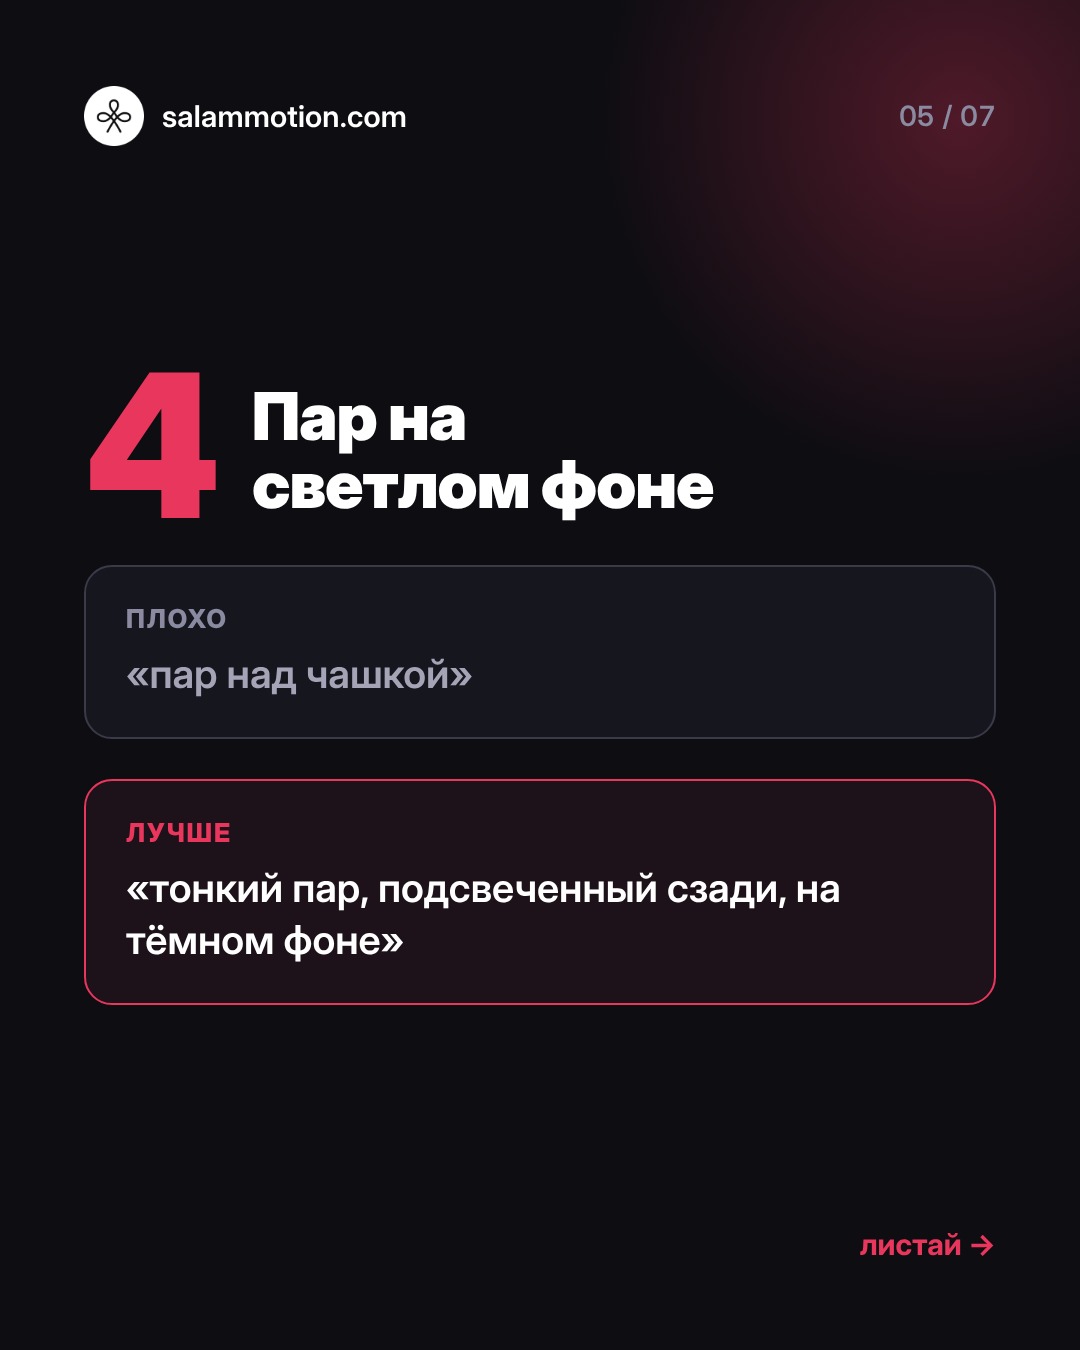 salammotion.com
05 / 07
4
Пар на
светлом фоне
ПЛОХО
«пар над чашкой»
ЛУЧШЕ
«тонкий пар, подсвеченный сзади, на
тёмном фоне»
листай →